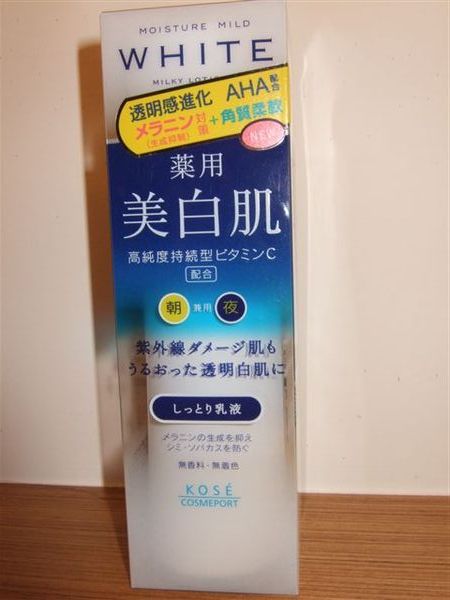 MOISTURE MILD
WHITE
MILKY LOTION
透明感進化 AHA配合
メラニン対策+角質柔軟
(生成抑制)
NEW
薬用
美白肌
高純度持続型ビタミンC
配合
朝 兼用 夜
紫外線ダメージ肌も
うるおった透明白肌に
しっとり乳液
メラニンの生成を抑え
シミ・ソバカスを防ぐ
無香料・無着色
KOSÉ
COSMEPORT